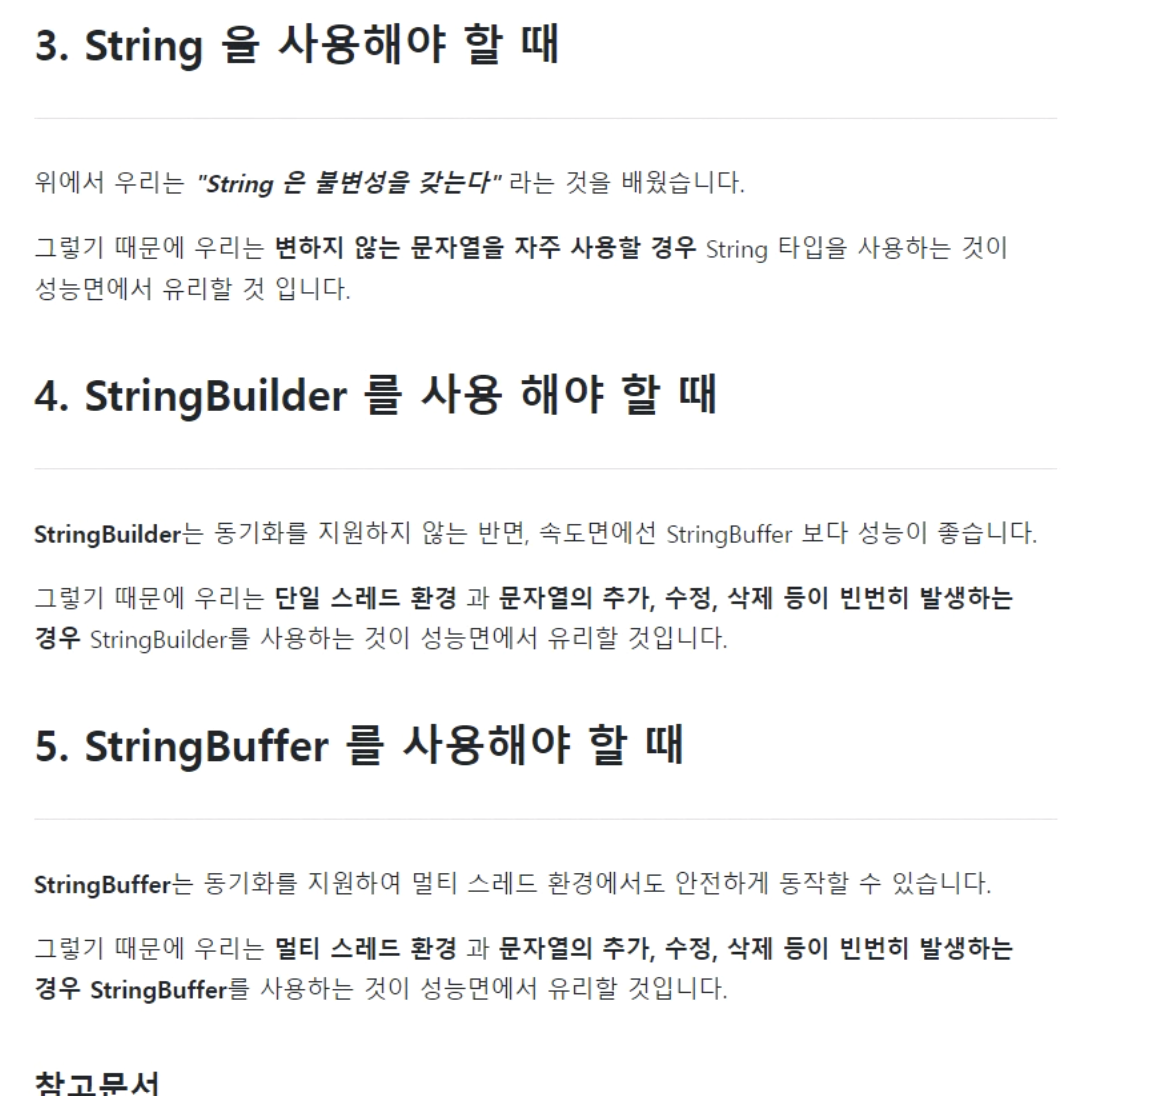 3. String 을 사용해야 할 때
위에서 우리는 "String 은 불변성을 갖는다" 라는 것을 배웠습니다.
그렇기 때문에 우리는 변하지 않는 문자열을 자주 사용할 경우 String 타입을 사용하는 것이
성능면에서 유리할 것 입니다.
4. StringBuilder 를 사용 해야 할 때
StringBuilder는 동기화를 지원하지 않는 반면, 속도면에선 StringBuffer 보다 성능이 좋습니다.
그렇기 때문에 우리는 단일 스레드 환경 과 문자열의 추가, 수정, 삭제 등이 빈번히 발생하는
경우 StringBuilder를 사용하는 것이 성능면에서 유리할 것입니다.
5. StringBuffer 를 사용해야 할 때
StringBuffer는 동기화를 지원하여 멀티 스레드 환경에서도 안전하게 동작할 수 있습니다.
그렇기 때문에 우리는 멀티 스레드 환경 과 문자열의 추가, 수정, 삭제 등이 빈번히 발생하는
경우 StringBuffer를 사용하는 것이 성능면에서 유리할 것입니다.
참고문서